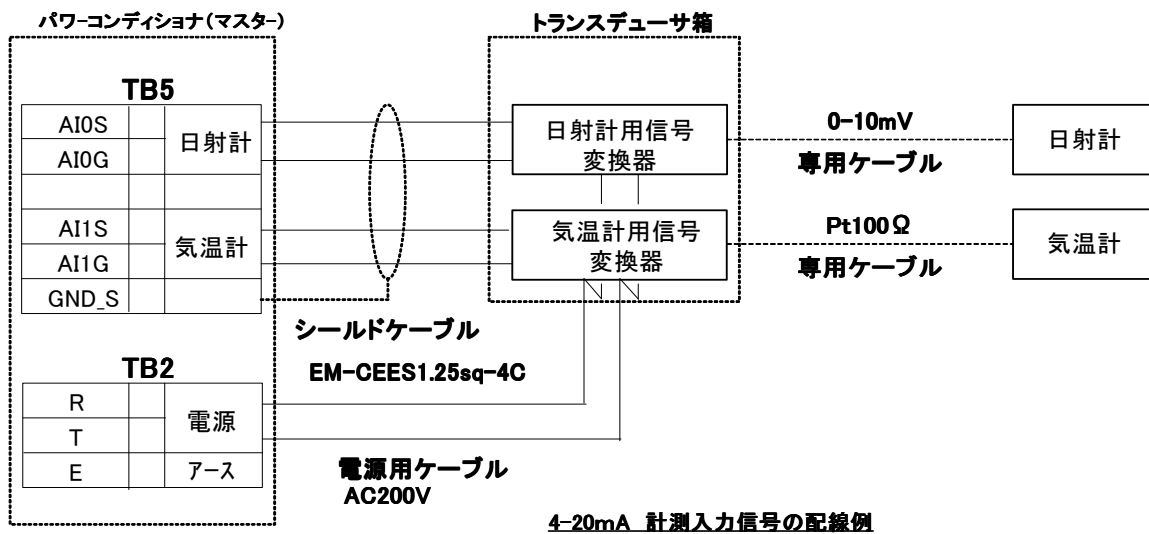 パワーコンディショナ(マスター)
トランスデューサ箱
TB5
AI0S
AI0G
日射計
AI1S
AI1G
気温計
GND_S
シールドケーブル
EM-CEES1.25sq-4C
TB2
R
T
電源
E
アース
電源用ケーブル
AC200V
日射計用信号
変換器
気温計用信号
変換器
0-10mV
専用ケーブル
日射計
Pt100Ω
専用ケーブル
気温計
4-20mA 計測入力信号の配線例